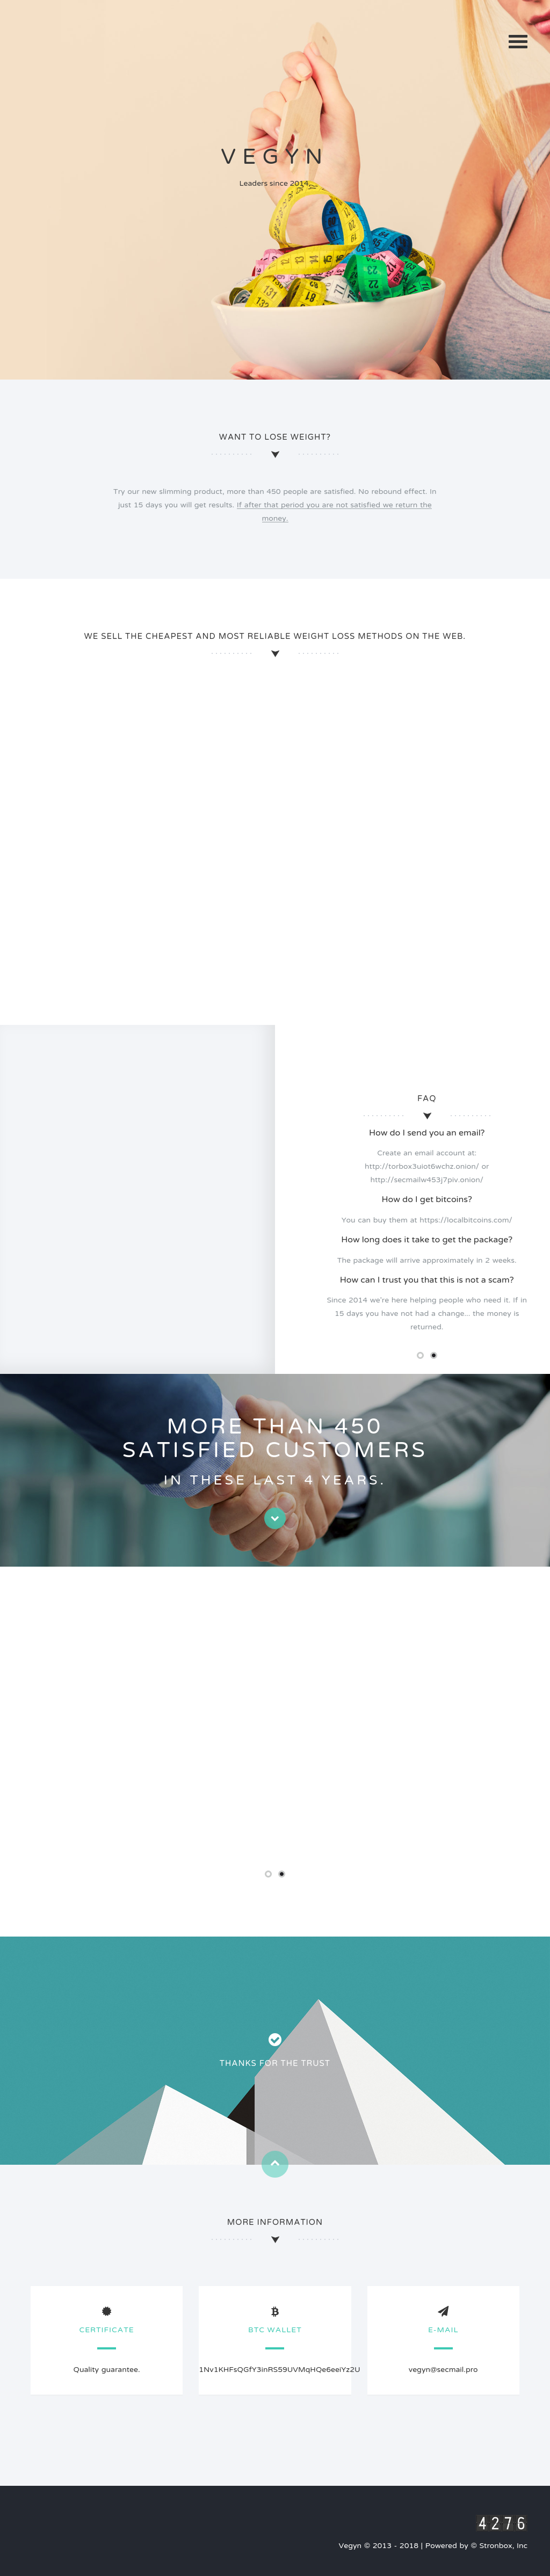 VEGYN
Leaders since 2014.
WANT TO LOSE WEIGHT?
Try our new slimming product, more than 450 people are satisfied. No rebound effect. In
just 15 days you will get results. If after that period you are not satisfied we return the
money.
WE SELL THE CHEAPEST AND MOST RELIABLE WEIGHT LOSS METHODS ON THE WEB.
FAQ
How do I send you an email?
Create an email account at:
http://torbox3uiot6wchz.onion/ or
http://secmailw453j7piv.onion/
How do I get bitcoins?
You can buy them at https://localbitcoins.com/
How long does it take to get the package?
The package will arrive approximately in 2 weeks.
How can I trust you that this is not a scam?
Since 2014 we're here helping people who need it. If in
15 days you have not had a change... the money is
returned.
MORE THAN 450
SATISFIED CUSTOMERS
IN THESE LAST 4 YEARS.
THANKS FOR THE TRUST
MORE INFORMATION
CERTIFICATE
Quality guarantee.
BTC WALLET
1Nv1KHFsQGfY3inRS59UVMqHQe6eeiYz2U
E-MAIL
vegyn@secmail.pro
4276
Vegyn © 2013 - 2018 | Powered by © Stronbox, Inc